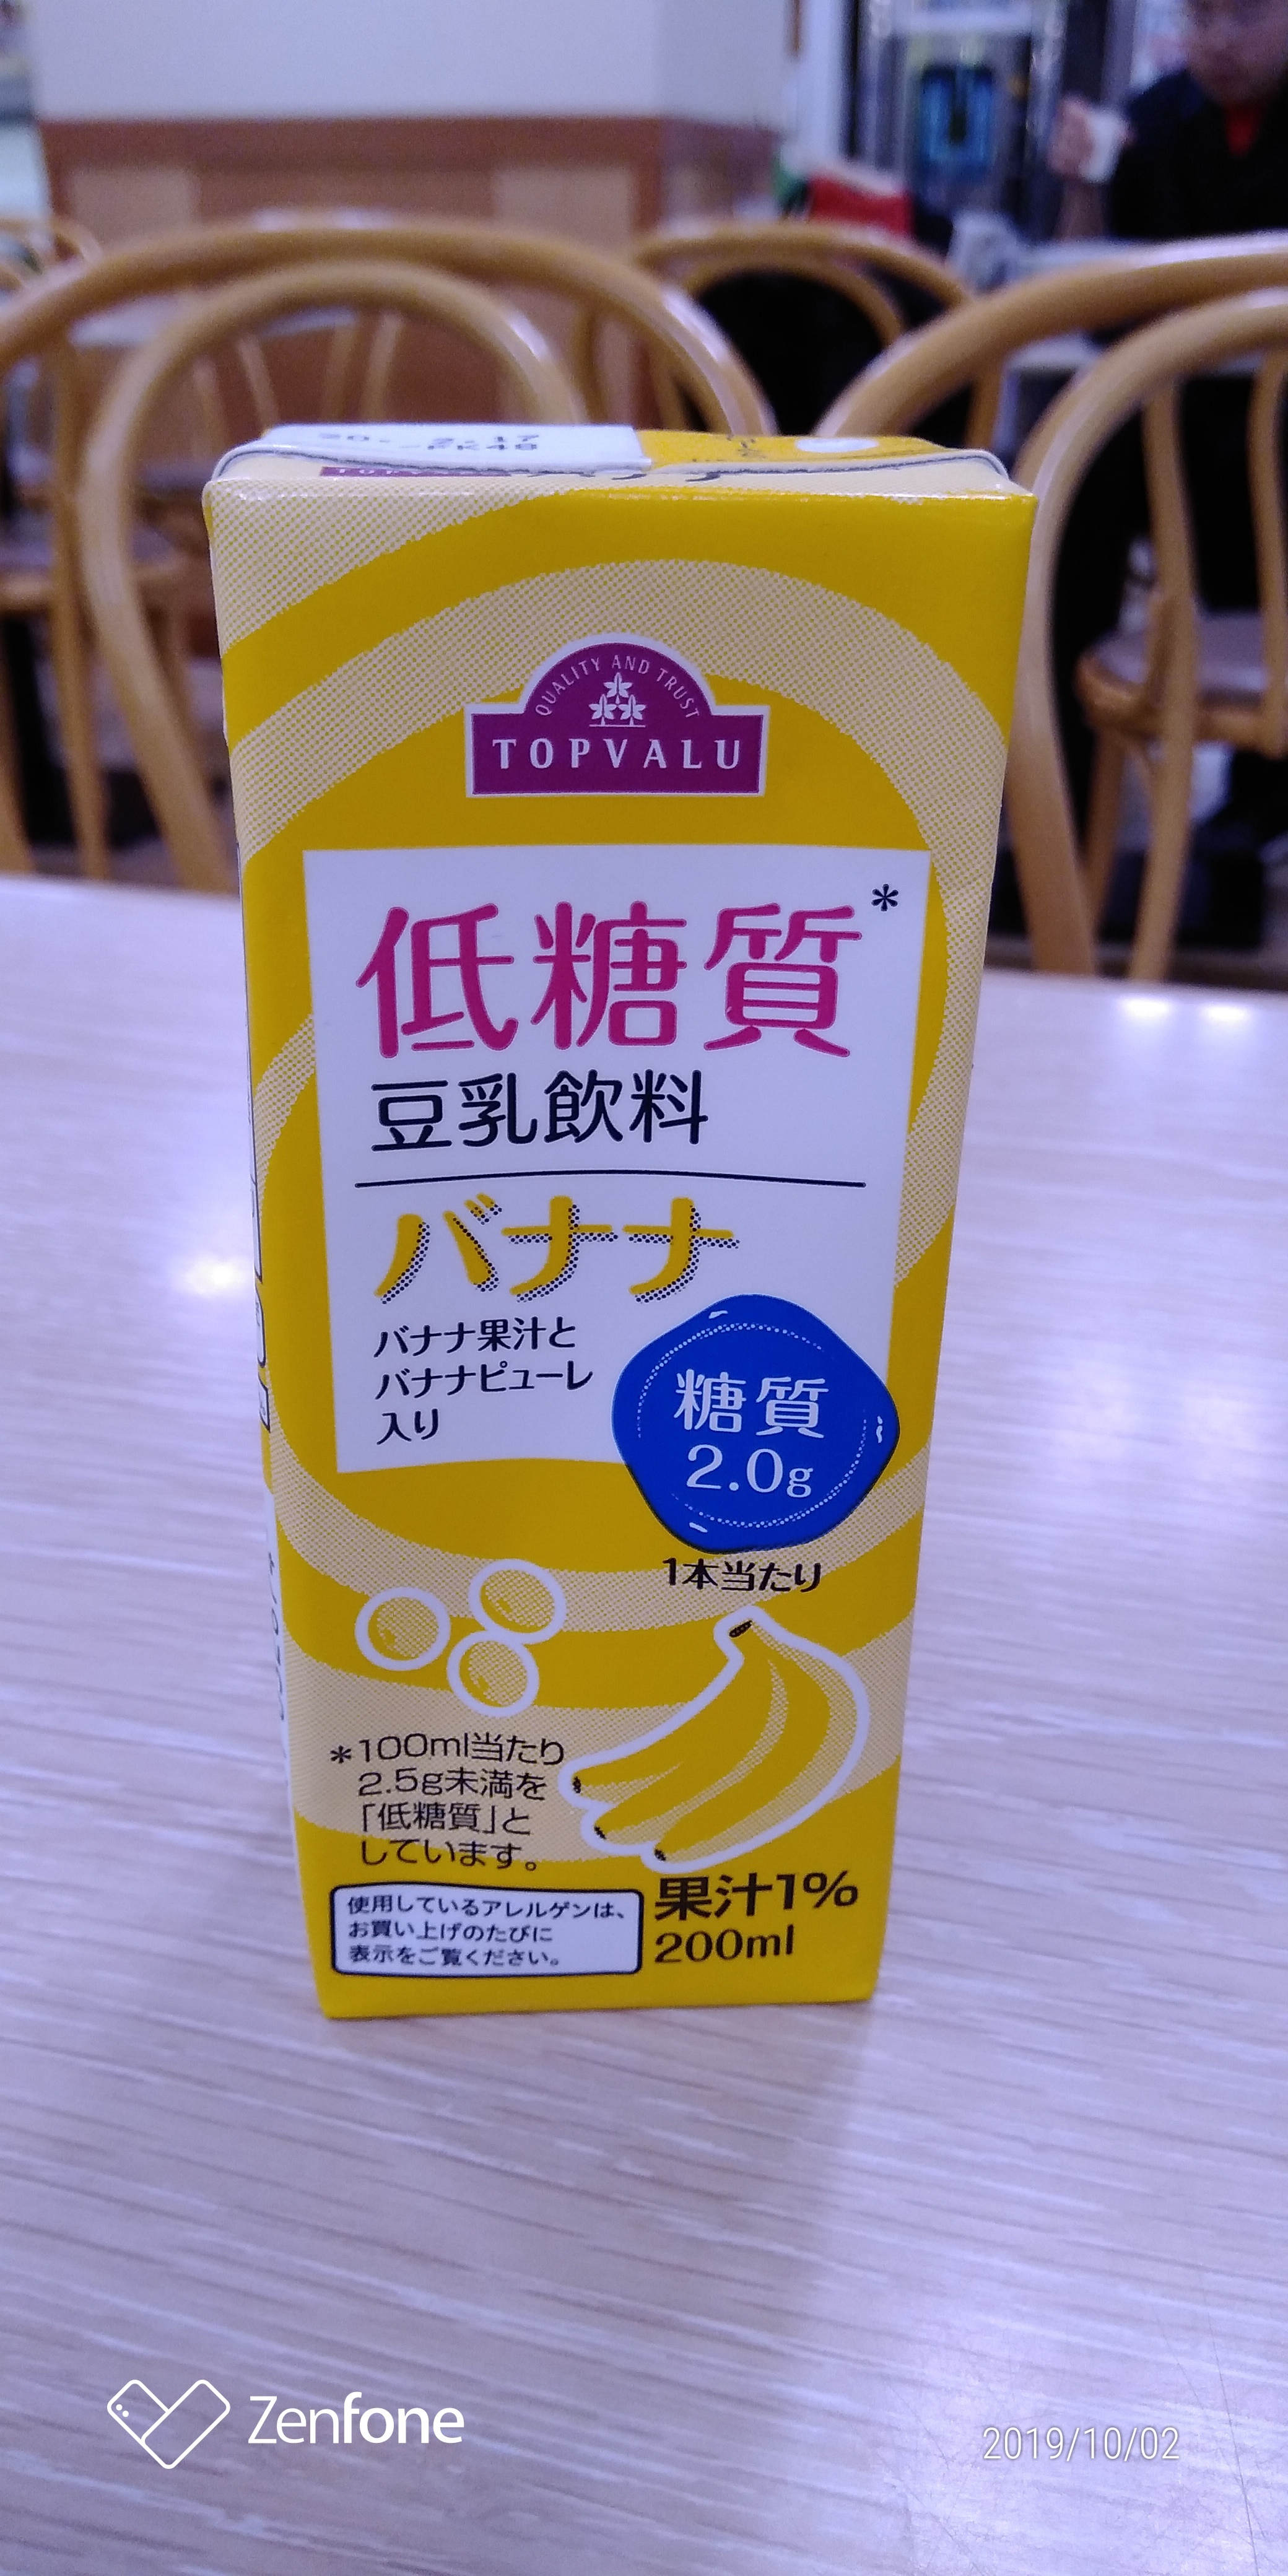 QUALITY AND TRUST
TOPVALU
低糖質*
豆乳飲料
バナナ
バナナ果汁と
バナナピューレ
入り
糖質
2.0g
1本当たり
*100ml当たり
2.5g未満を
「低糖質」と
しています。
使用しているアレルゲンは、
お買い上げのたびに
表示をご覧ください。
果汁1%
200ml
Zenfone
2019/10/02